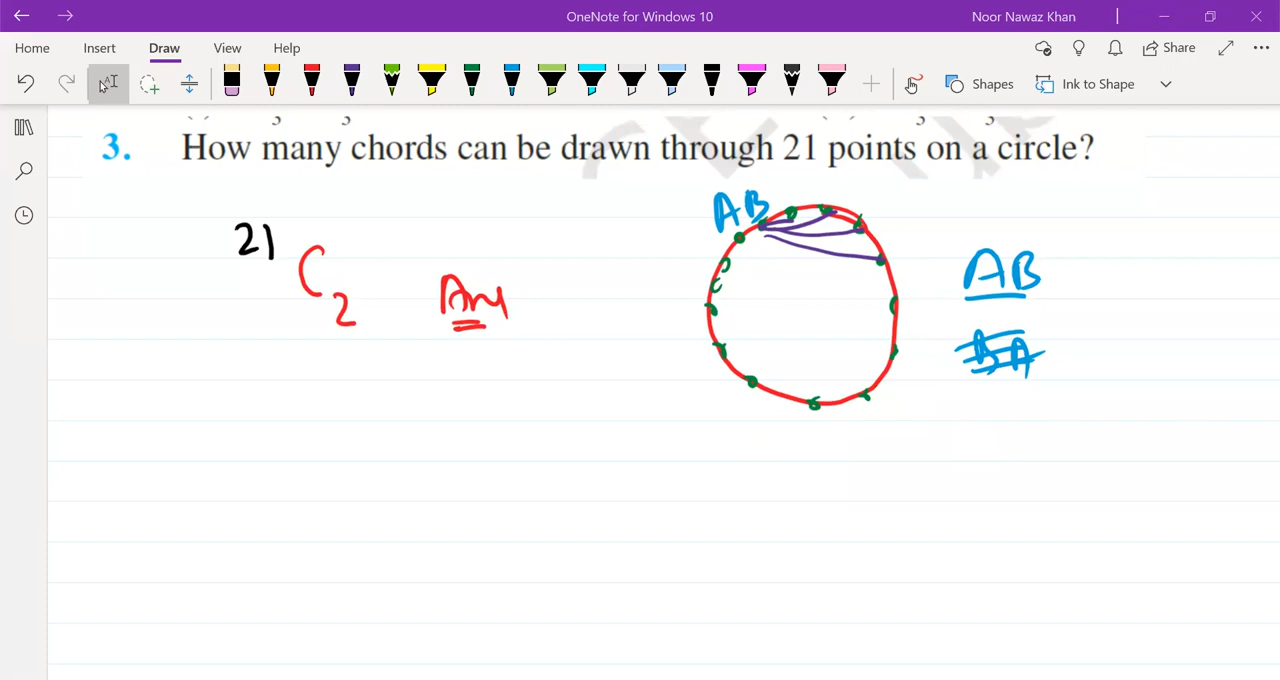 OneNote for Windows 10
Noor Nawaz Khan
Home Insert Draw View Help
Share
Shapes
Ink to Shape
3. How many chords can be drawn through 21 points on a circle?
AB
21 C 2
Ans
AB
BA